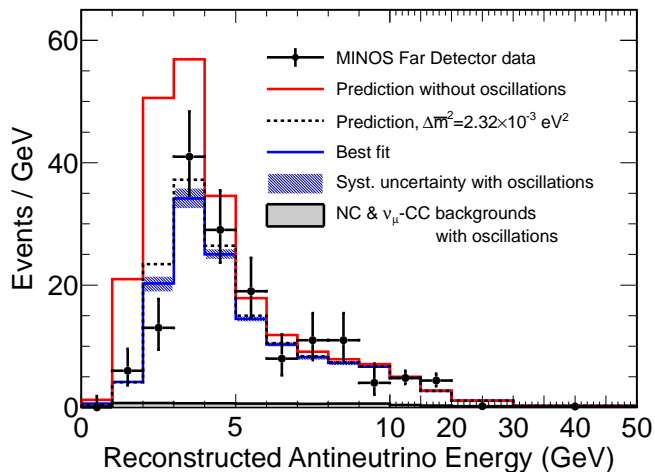 Events / GeV
60
40
20
0
MINOS Far Detector data
Prediction without oscillations
Prediction, Δm̅²=2.32×10⁻³ eV²
Best fit
Syst. uncertainty with oscillations
NC & νμ-CC backgrounds
with oscillations
0 5 10 20 30 50
Reconstructed Antineutrino Energy (GeV)